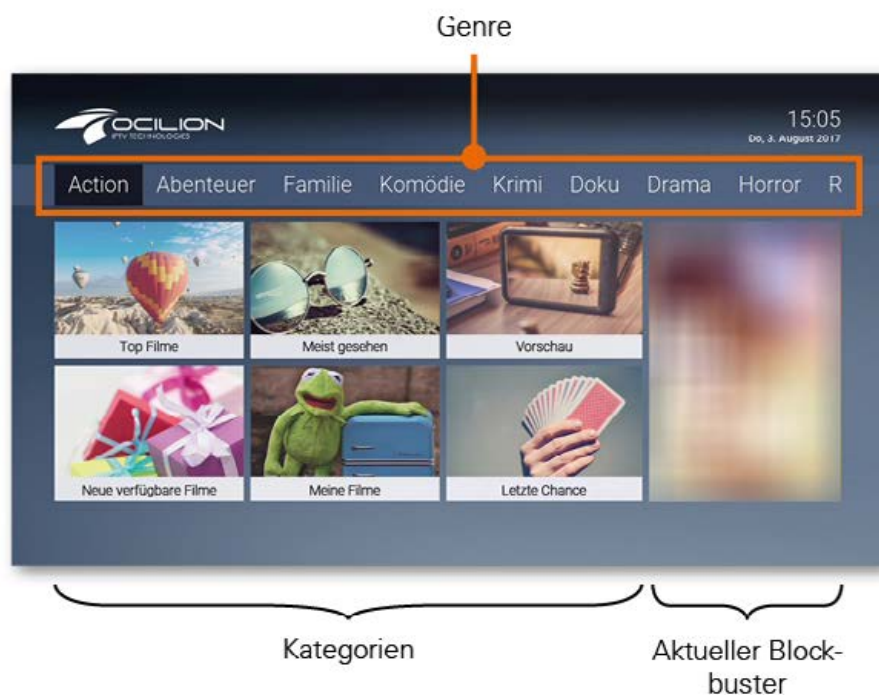 Genre
OCILION
IPTV TECHNOLOGIES
15:05
Do, 3. August 2017
Action Abenteuer Familie Komödie Krimi Doku Drama Horror R
Top Filme Meist gesehen Vorschau
Neue verfügbare Filme Meine Filme Letzte Chance
Kategorien
Aktueller Block-
buster